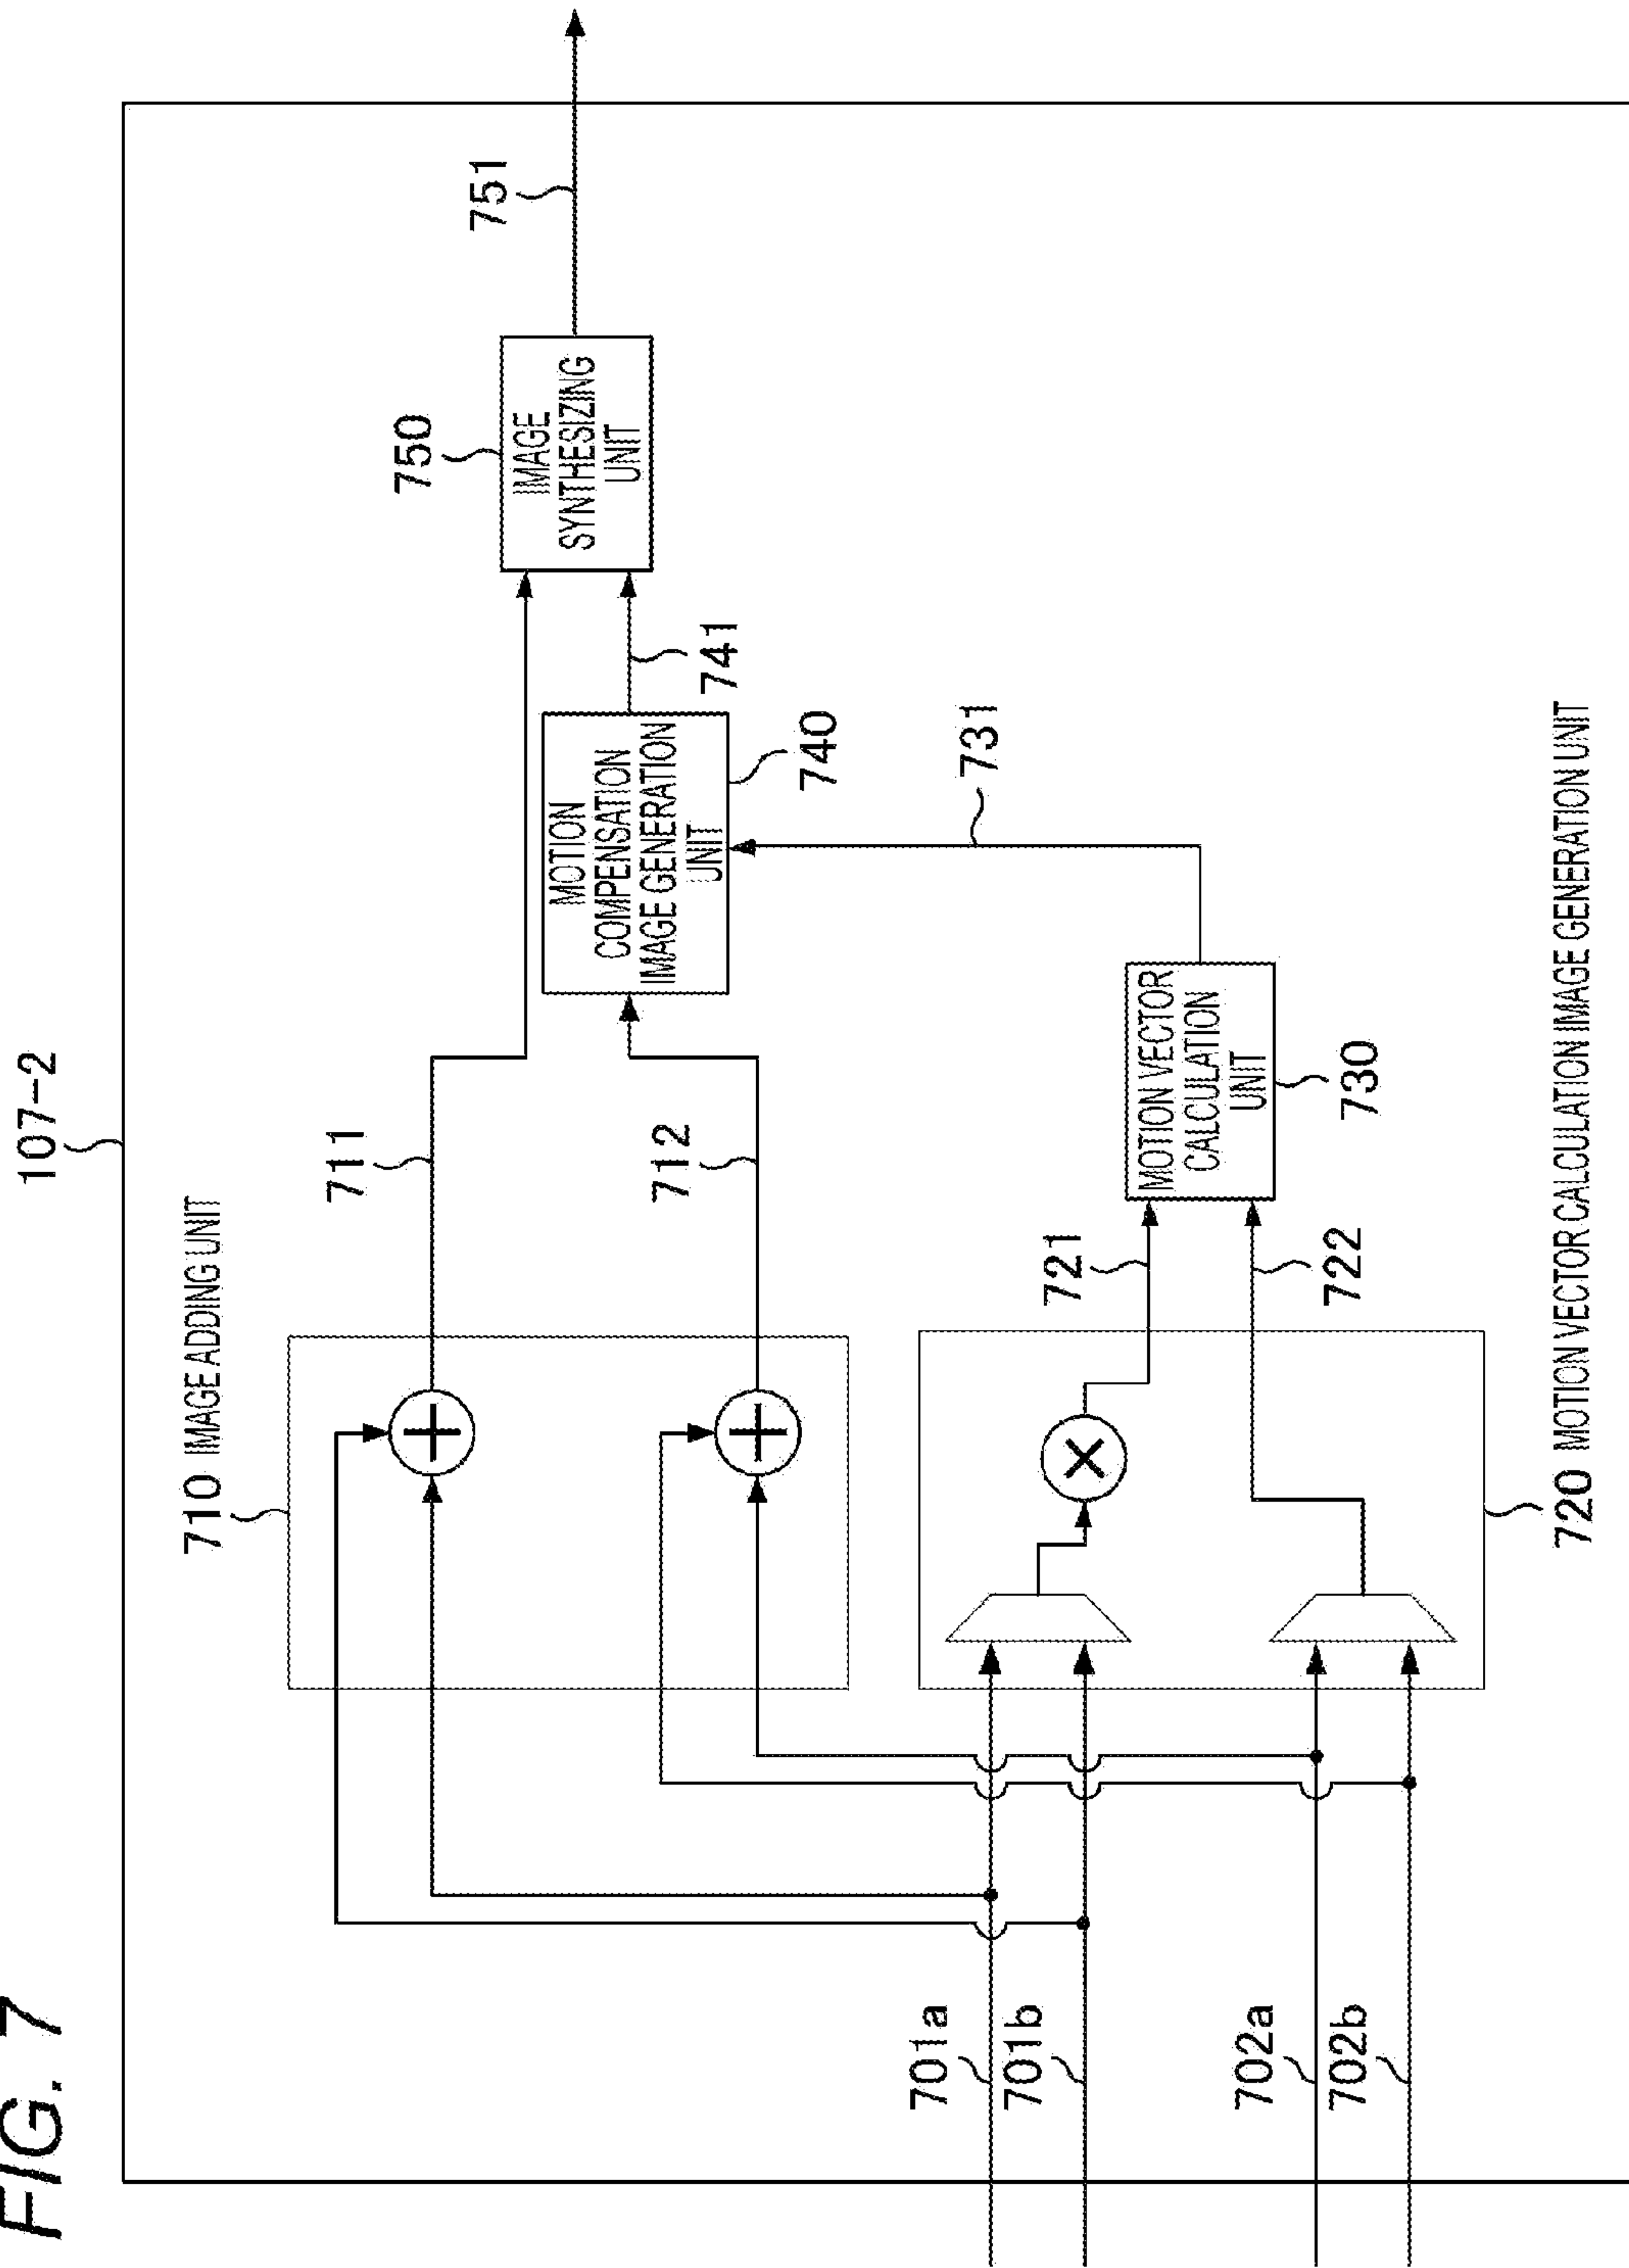 FIG. 7
107-2
710 IMAGE ADDING UNIT
711
712
750
IMAGE
SYNTHESIZING
UNIT
751
741
MOTION
COMPENSATION
IMAGE GENERATION
UNIT
740
731
701a
701b
702a
702b
721
722
MOTION VECTOR
CALCULATION
UNIT
730
720 MOTION VECTOR CALCULATION IMAGE GENERATION UNIT